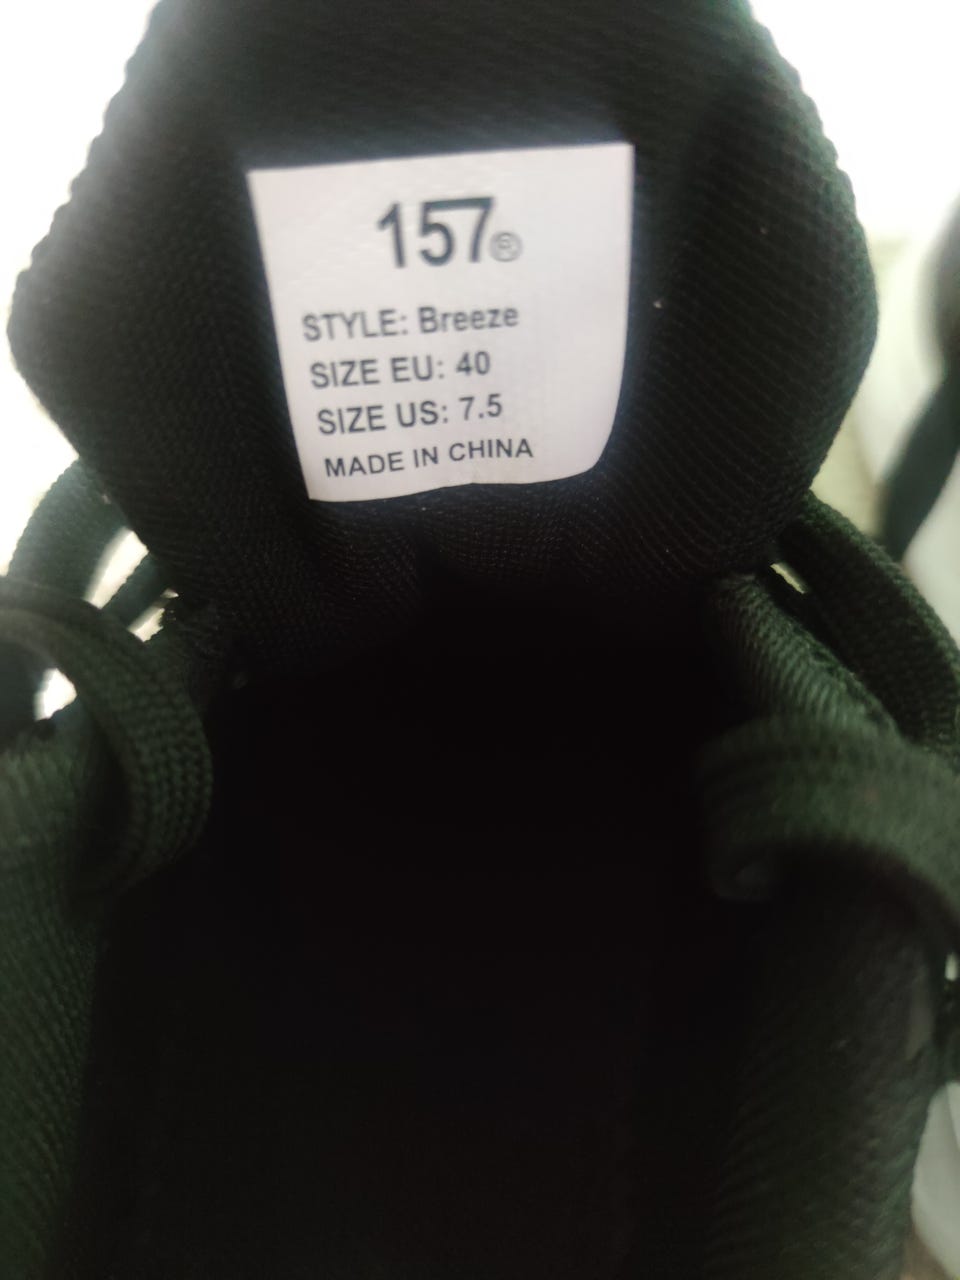 157®
STYLE: Breeze
SIZE EU: 40
SIZE US: 7.5
MADE IN CHINA